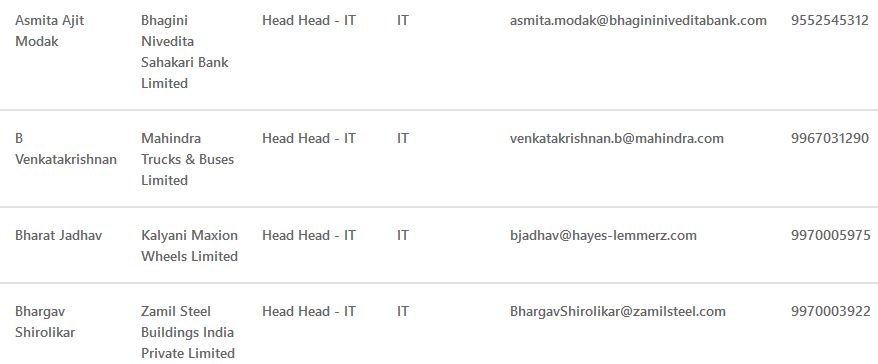 Asmita Ajit Modak
Bhagini Nivedita Sahakari Bank Limited
Head Head - IT
IT
asmita.modak@bhagininiveditabank.com
9552545312
B Venkatakrishnan
Mahindra Trucks & Buses Limited
Head Head - IT
IT
venkatakrishnan.b@mahindra.com
9967031290
Bharat Jadhav
Kalyani Maxion Wheels Limited
Head Head - IT
IT
bjadhav@hayes-lemmerz.com
9970005975
Bhargav Shirolikar
Zamil Steel Buildings India Private Limited
Head Head - IT
IT
BhargavShirolikar@zamilsteel.com
9970003922